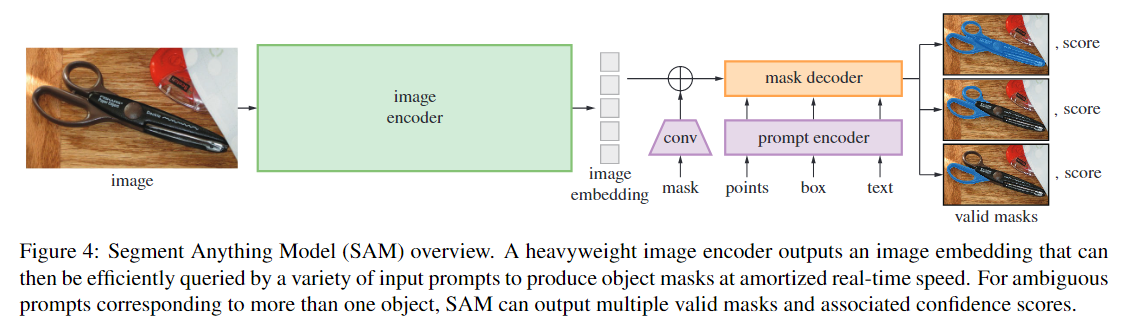 image
encoder
mask decoder
conv
prompt encoder
, score
, score
, score
image
image
embedding
mask
points
box
text
valid masks
Figure 4: Segment Anything Model (SAM) overview. A heavyweight image encoder outputs an image embedding that can
then be efficiently queried by a variety of input prompts to produce object masks at amortized real-time speed. For ambiguous
prompts corresponding to more than one object, SAM can output multiple valid masks and associated confidence scores.